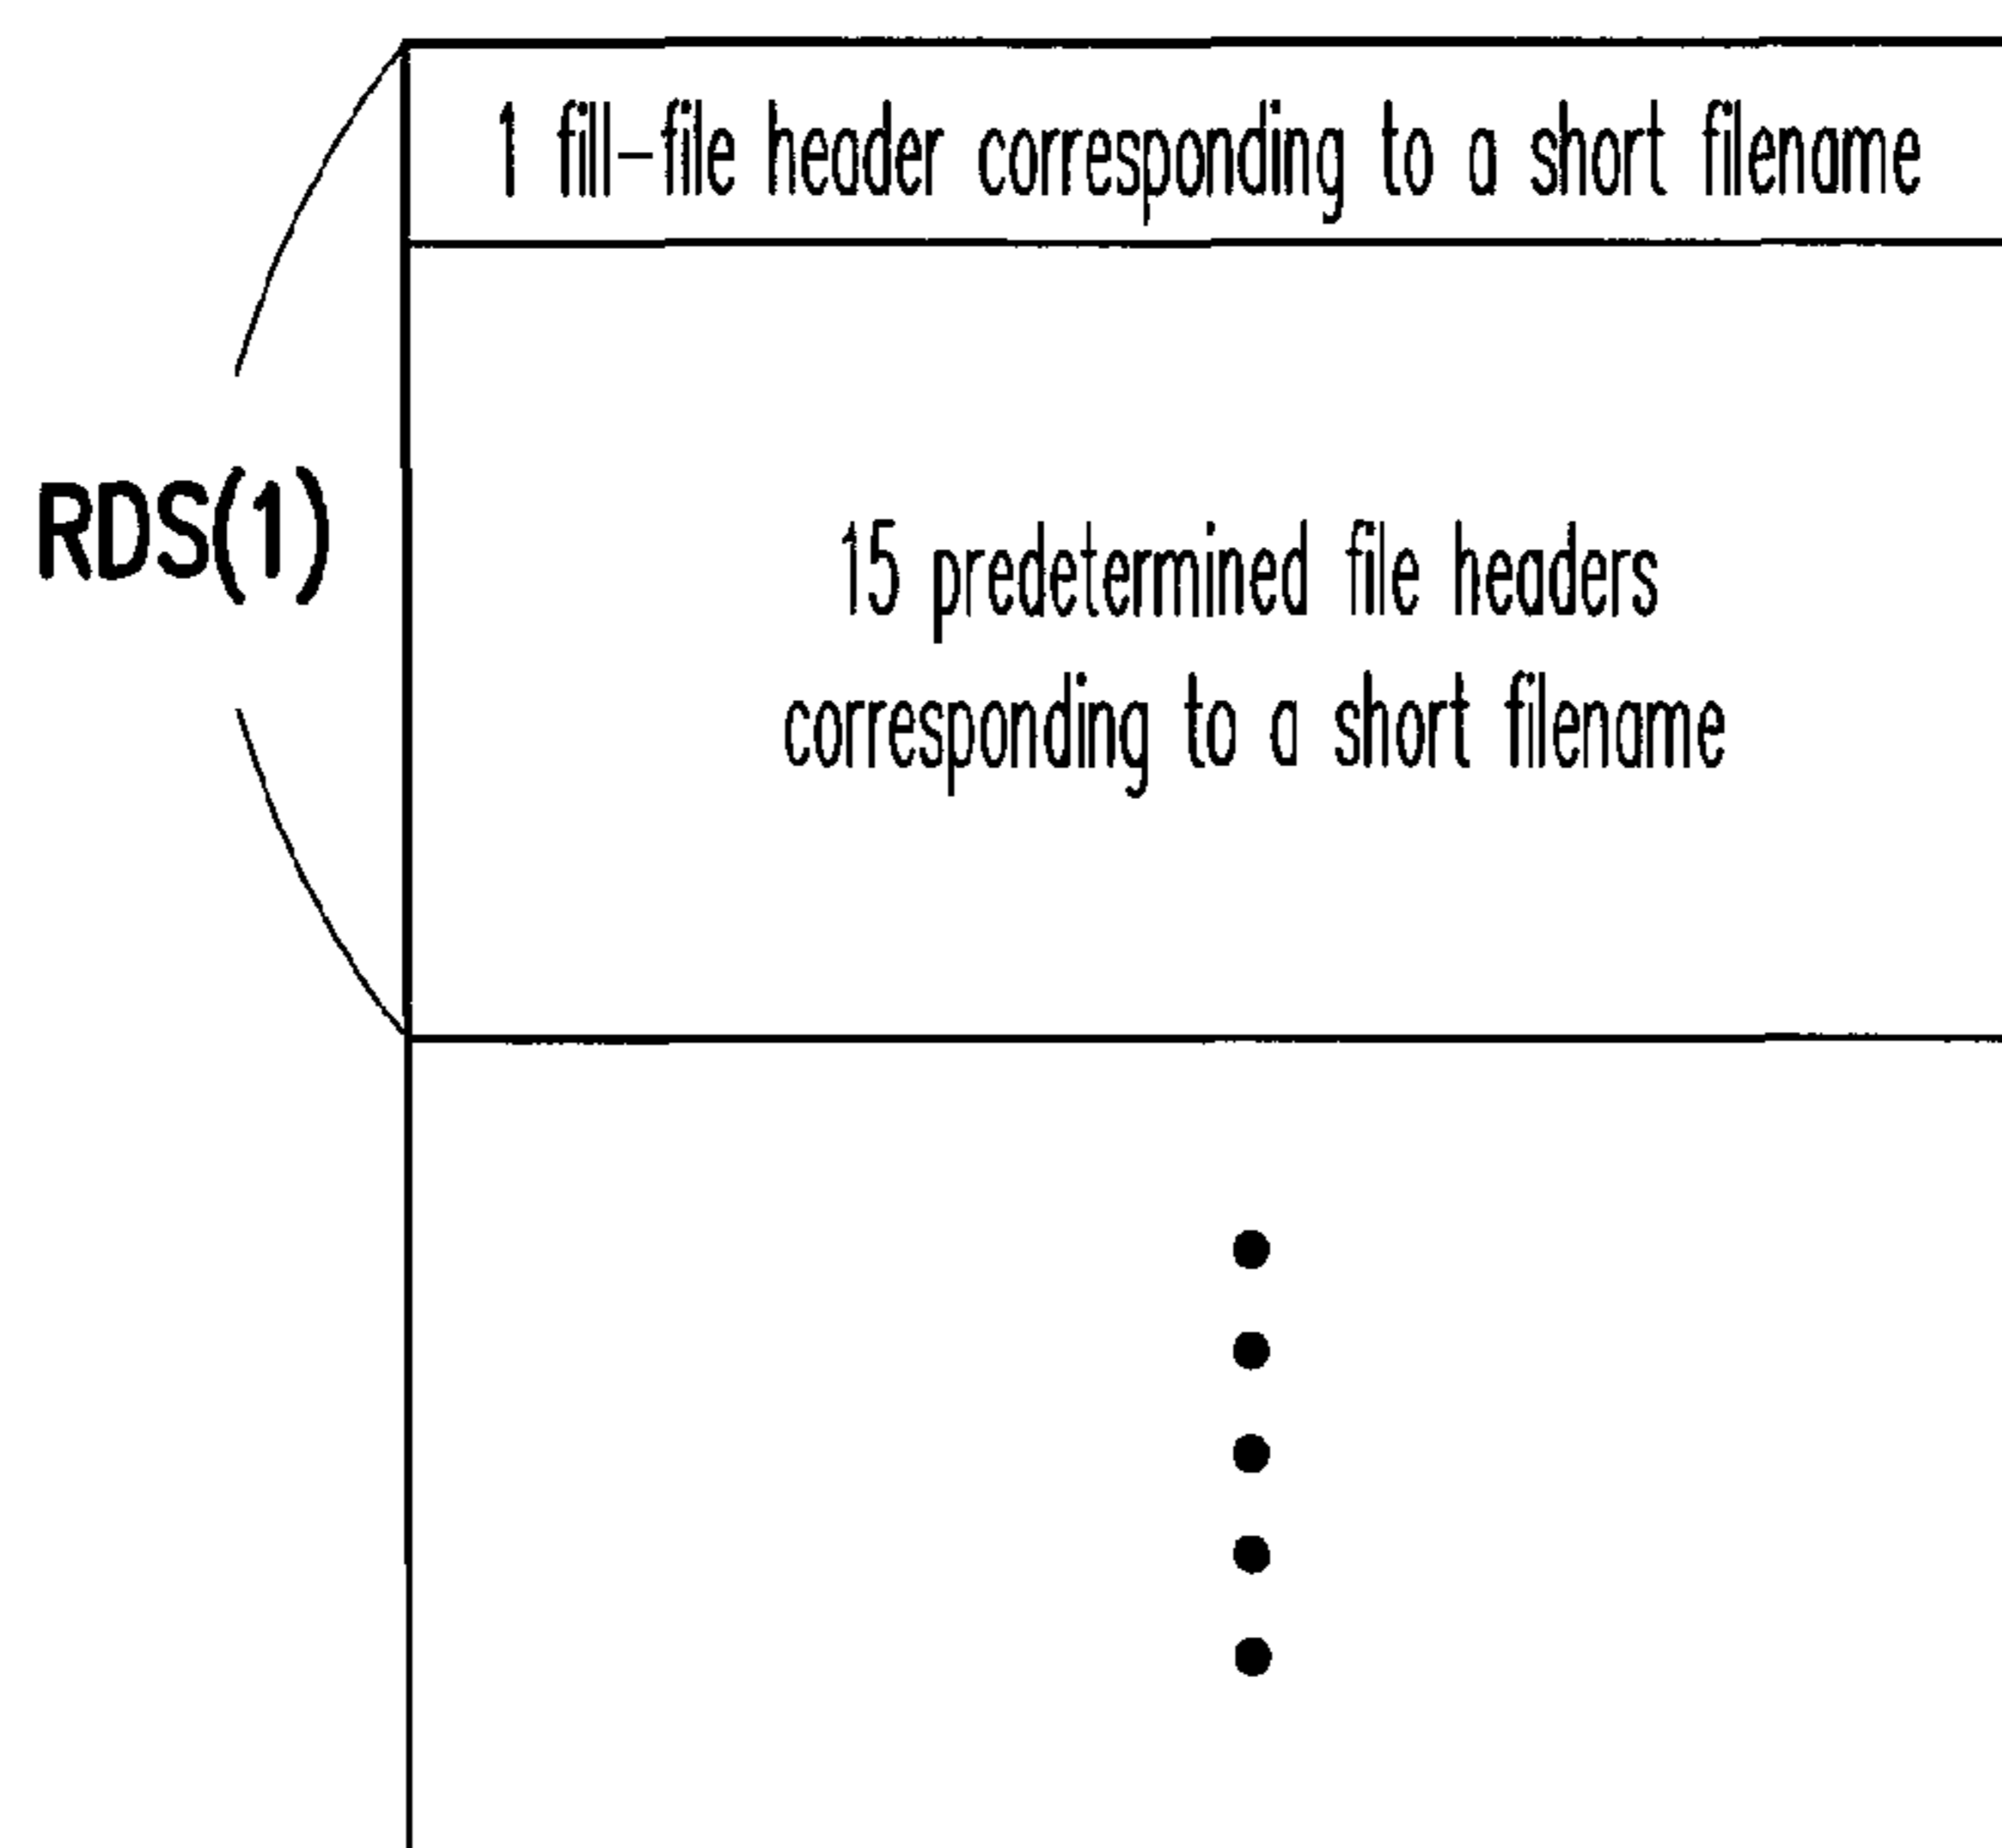 1 fill-file header corresponding to a short filename
RDS(1)
15 predetermined file headers
corresponding to a short filename